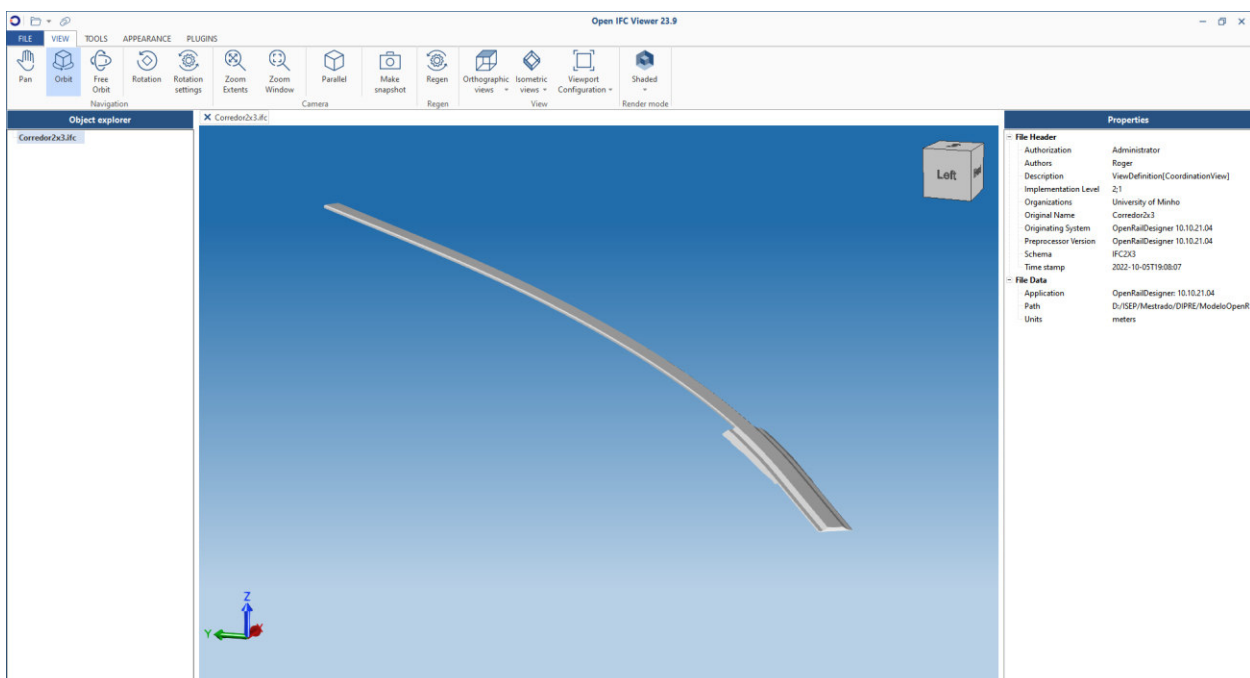 Open IFC Viewer 23.9
FILE VIEW TOOLS APPEARANCE PLUGINS
Pan Orbit Free Orbit Rotation Rotation settings Zoom Extents Zoom Window Parallel Make snapshot Regen Orthographic views Isometric views Viewport Configuration Shaded
Navigation Camera Regen View Render mode
Object explorer
Corredor2x3.ifc
Corredor2x3.ifc
Left
Z
Y
X
Properties
File Header
Authorization Administrator
Authors Roger
Description ViewDefinition[CoordinationView]
Implementation Level 2;1
Organizations University of Minho
Original Name Corredor2x3
Originating System OpenRailDesigner 10.10.21.04
Preprocessor Version OpenRailDesigner 10.10.21.04
Schema IFC2X3
Time stamp 2022-10-05T19:08:07
File Data
Application OpenRailDesigner: 10.10.21.04
Path D:/ISEP/Mestrado/DIPRE/ModeloOpenR
Units meters